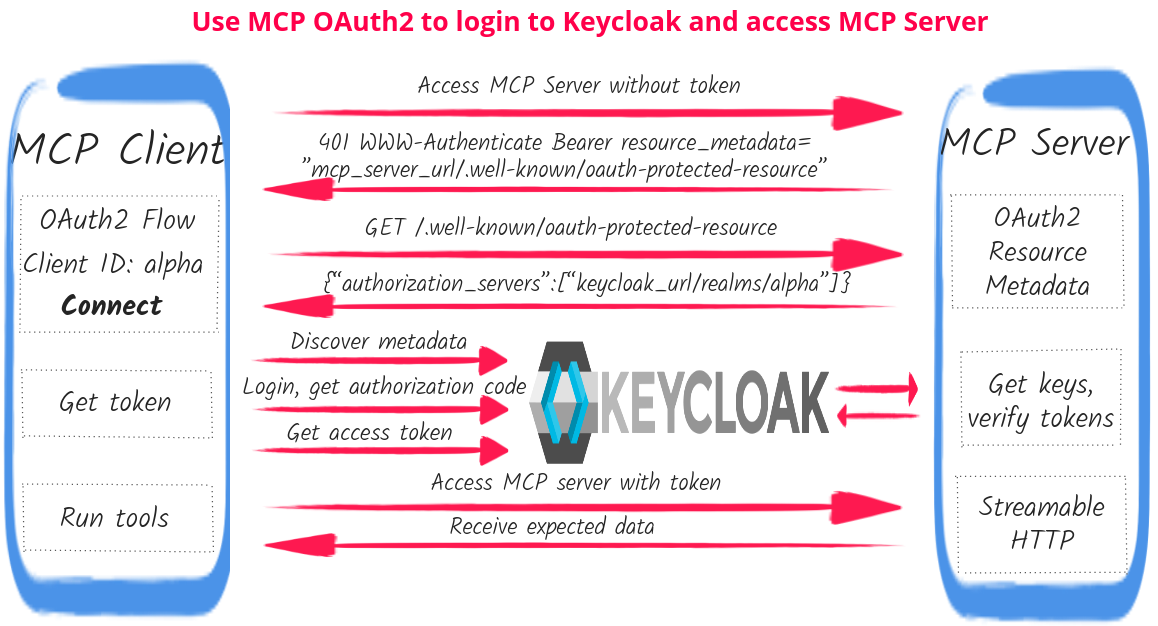 Use MCP OAuth2 to login to Keycloak and access MCP Server
MCP Client
OAuth2 Flow
Client ID: alpha
Connect
Get token
Run tools
Access MCP Server without token
401 WWW-Authenticate Bearer resource_metadata=
”mcp_server_url/.well-known/oauth-protected-resource”
GET /.well-known/oauth-protected-resource
{“authorization_servers”:[“keycloak_url/realms/alpha”]}
Discover metadata
Login, get authorization code
Get access token
KEYCLOAK
Access MCP server with token
Receive expected data
MCP Server
OAuth2
Resource
Metadata
Get keys,
verify tokens
Streamable
HTTP